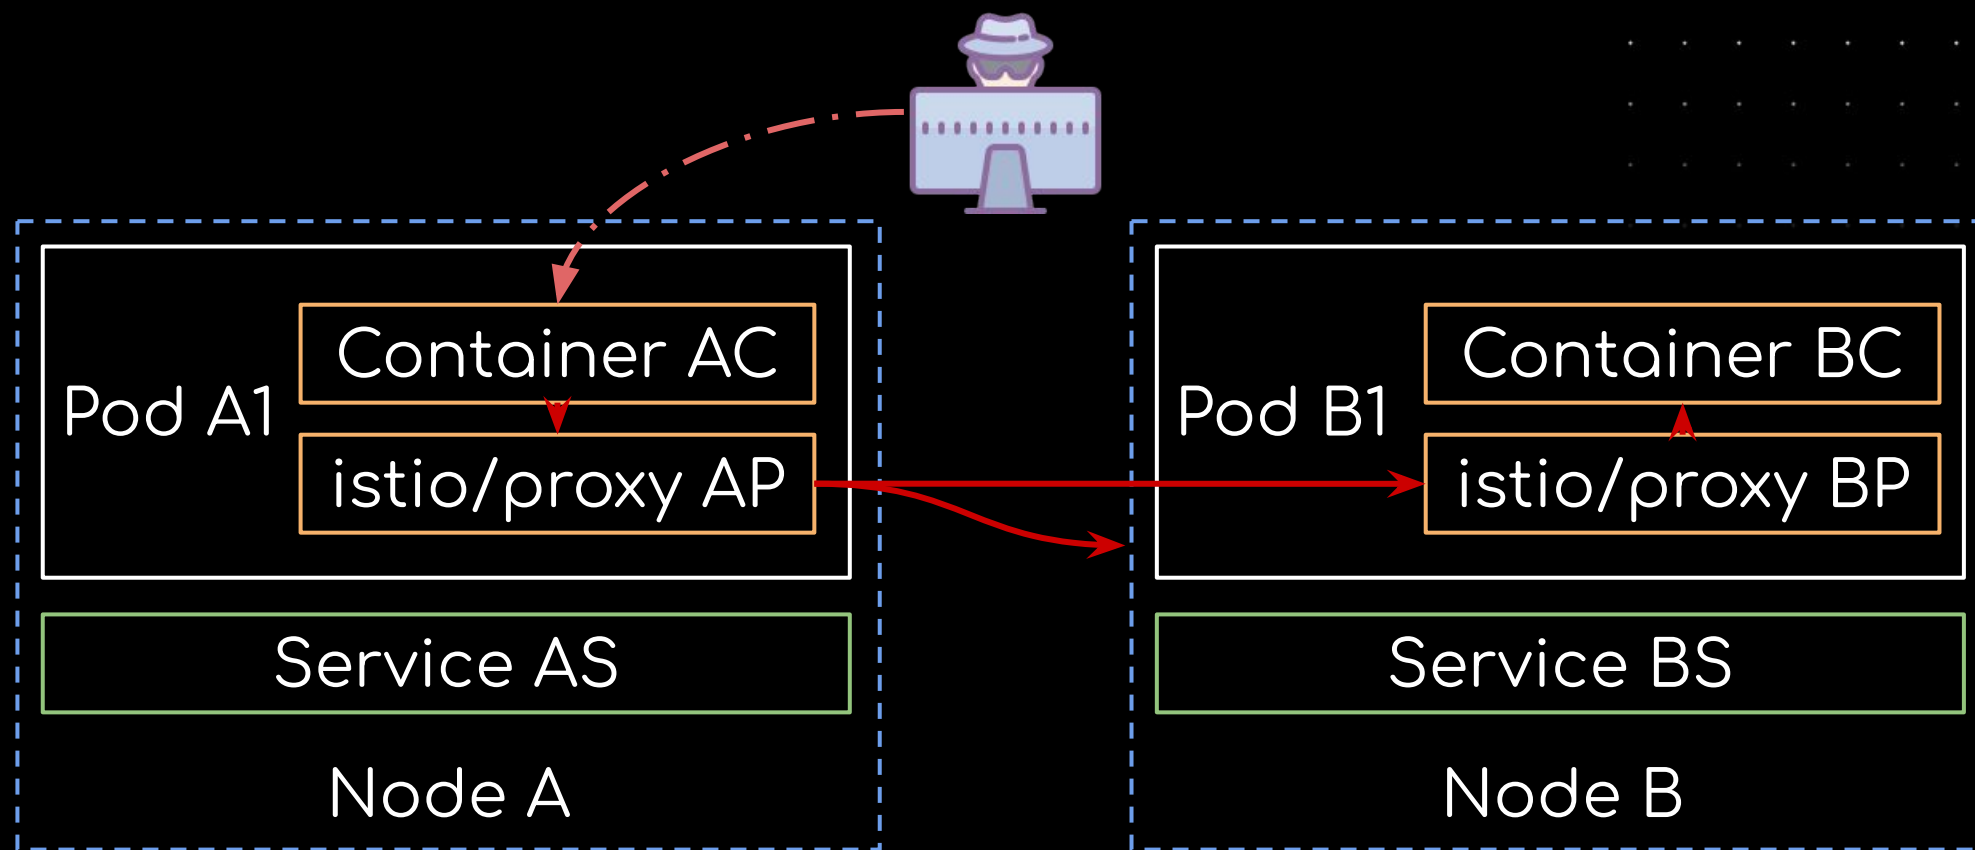 Container AC
Pod A1
istio/proxy AP
Service AS
Node A
Container BC
Pod B1
istio/proxy BP
Service BS
Node B